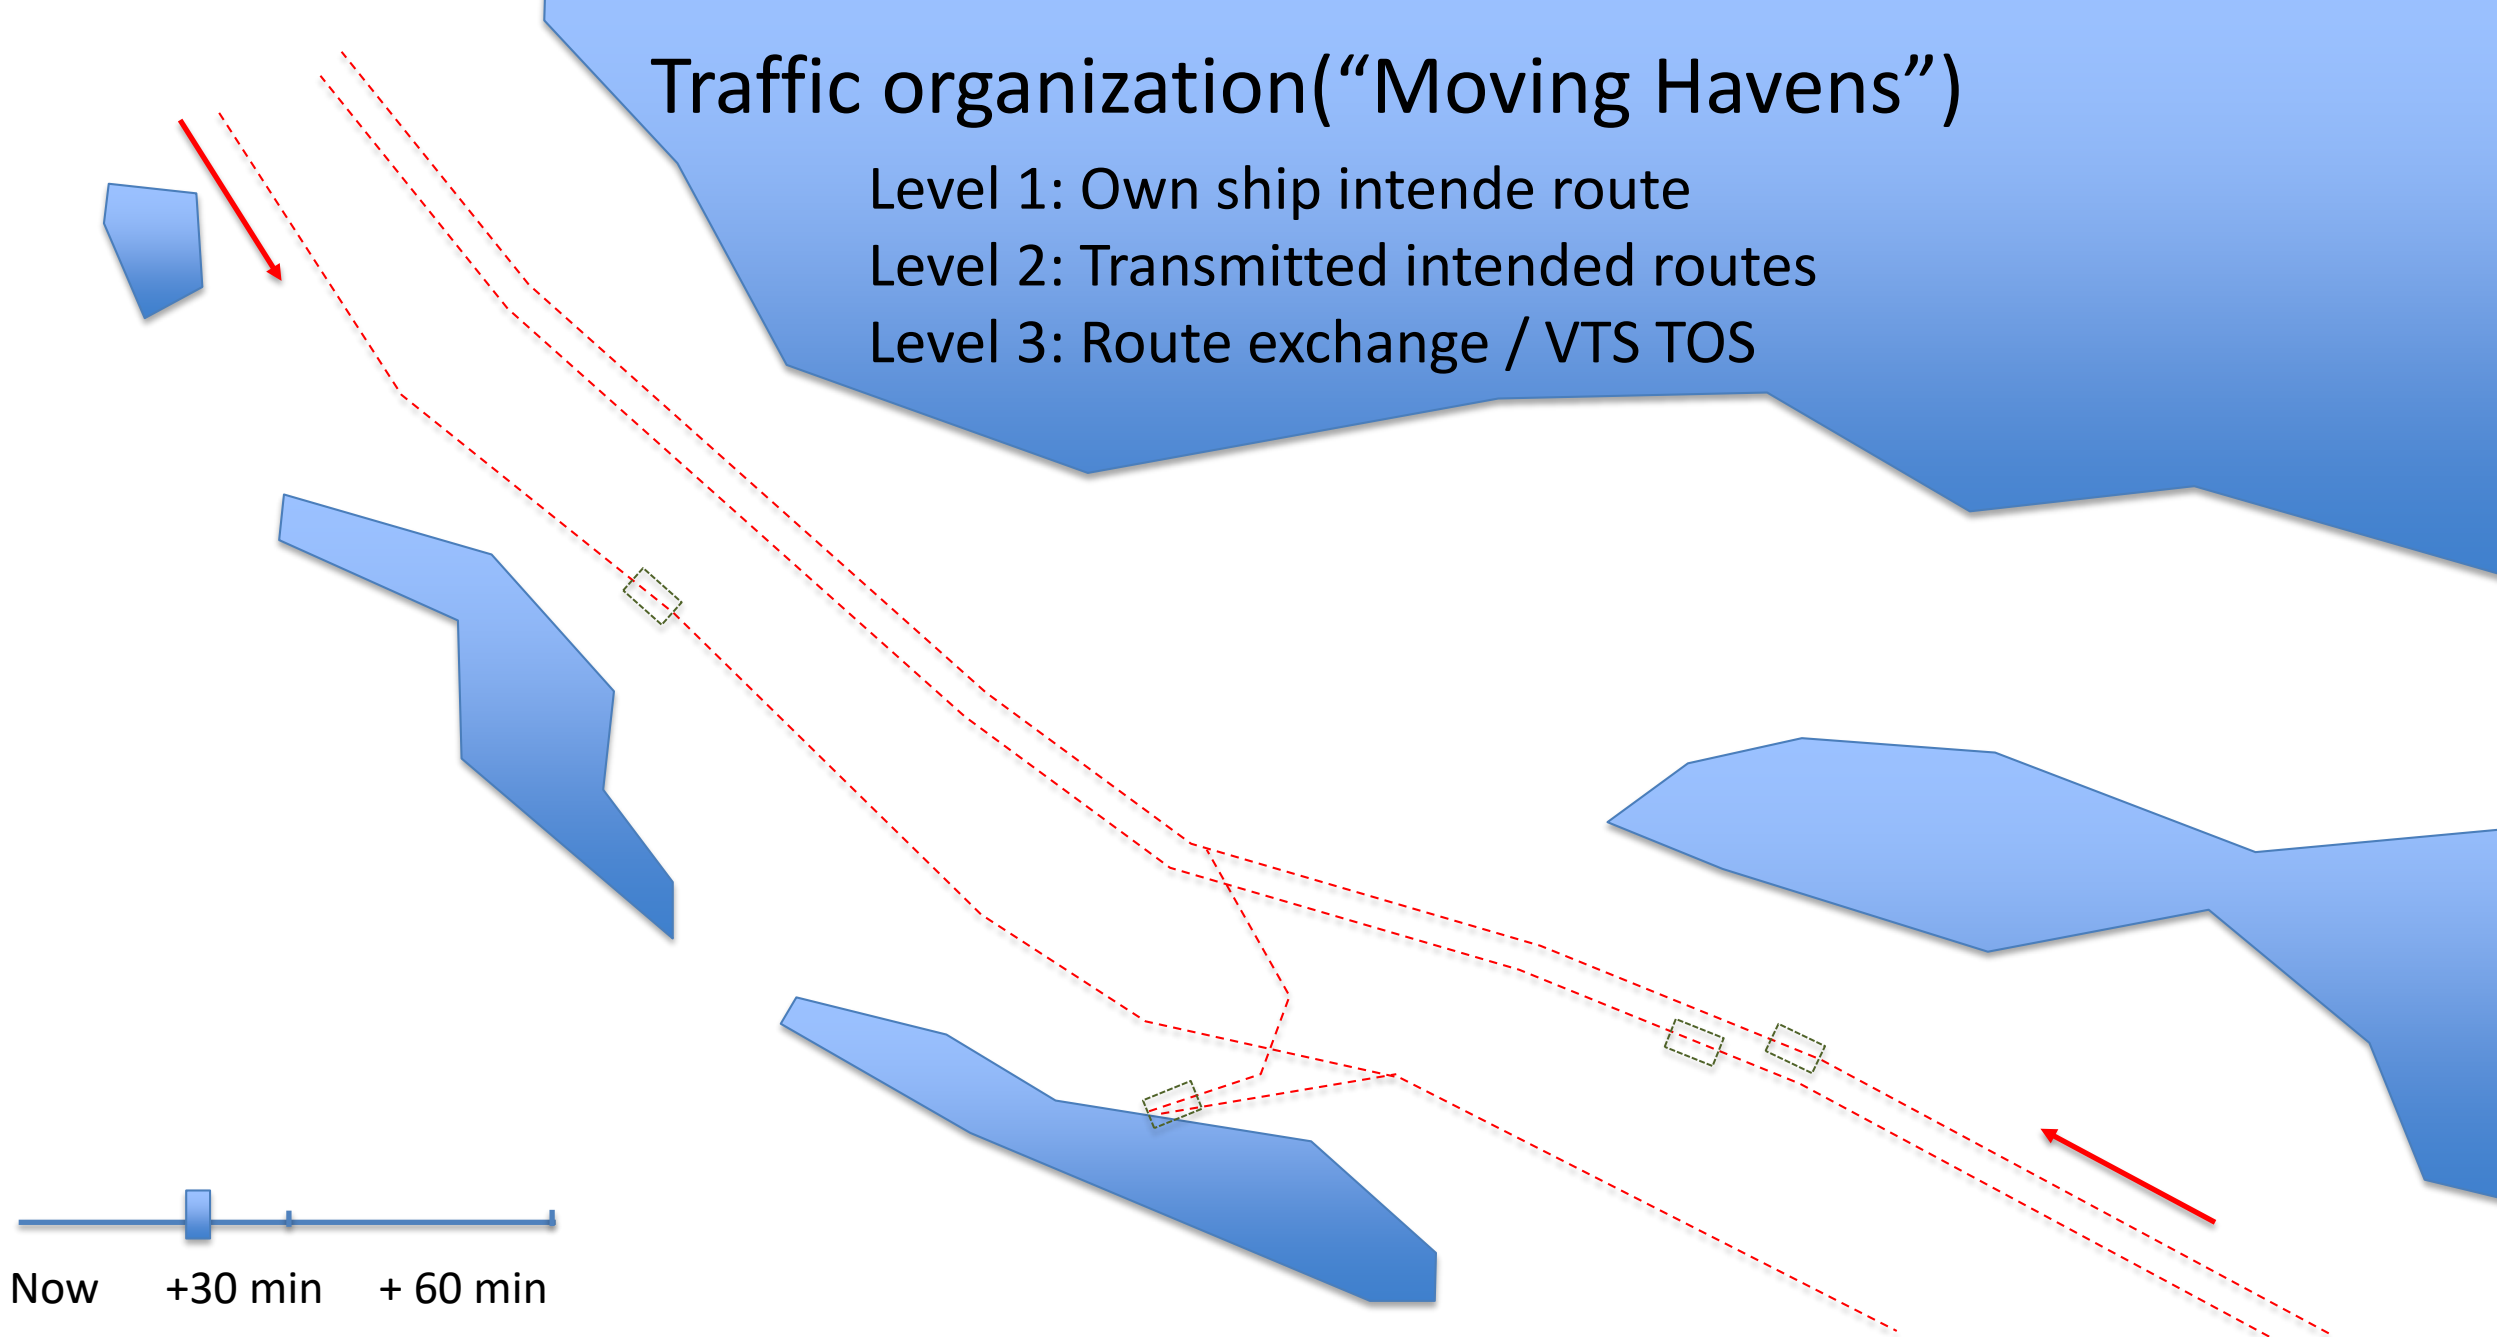 Traffic organization(“Moving Havens”)
Level 1: Own ship intende route
Level 2: Transmitted intended routes
Level 3: Route exchange / VTS TOS
Now +30 min + 60 min